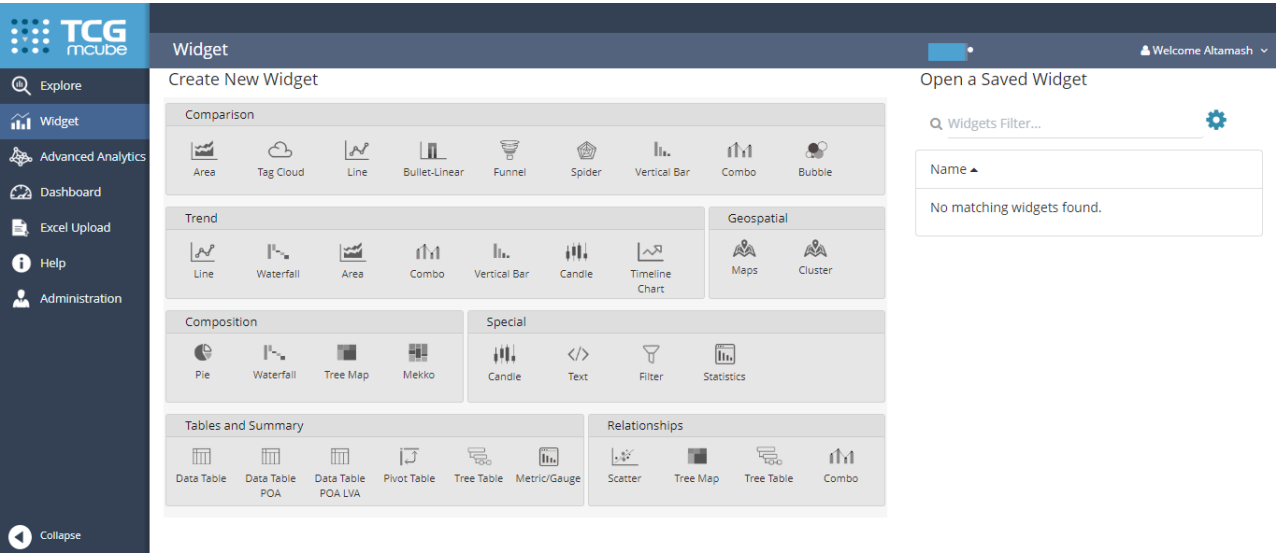 TCG
mcube
Widget
Welcome Altamash
Explore
Widget
Advanced Analytics
Dashboard
Excel Upload
Help
Administration
Collapse
Create New Widget
Comparison
Area Tag Cloud Line Bullet-Linear Funnel Spider Vertical Bar Combo Bubble
Trend
Line Waterfall Area Combo Vertical Bar Candle Timeline
Chart
Geospatial
Maps Cluster
Composition
Pie Waterfall Tree Map Mekko
Special
Candle Text Filter Statistics
Tables and Summary
Data Table Data Table Data Table Pivot Table Tree Table Metric/Gauge
POA POA LVA
Relationships
Scatter Tree Map Tree Table Combo
Open a Saved Widget
Widgets Filter...
Name
No matching widgets found.